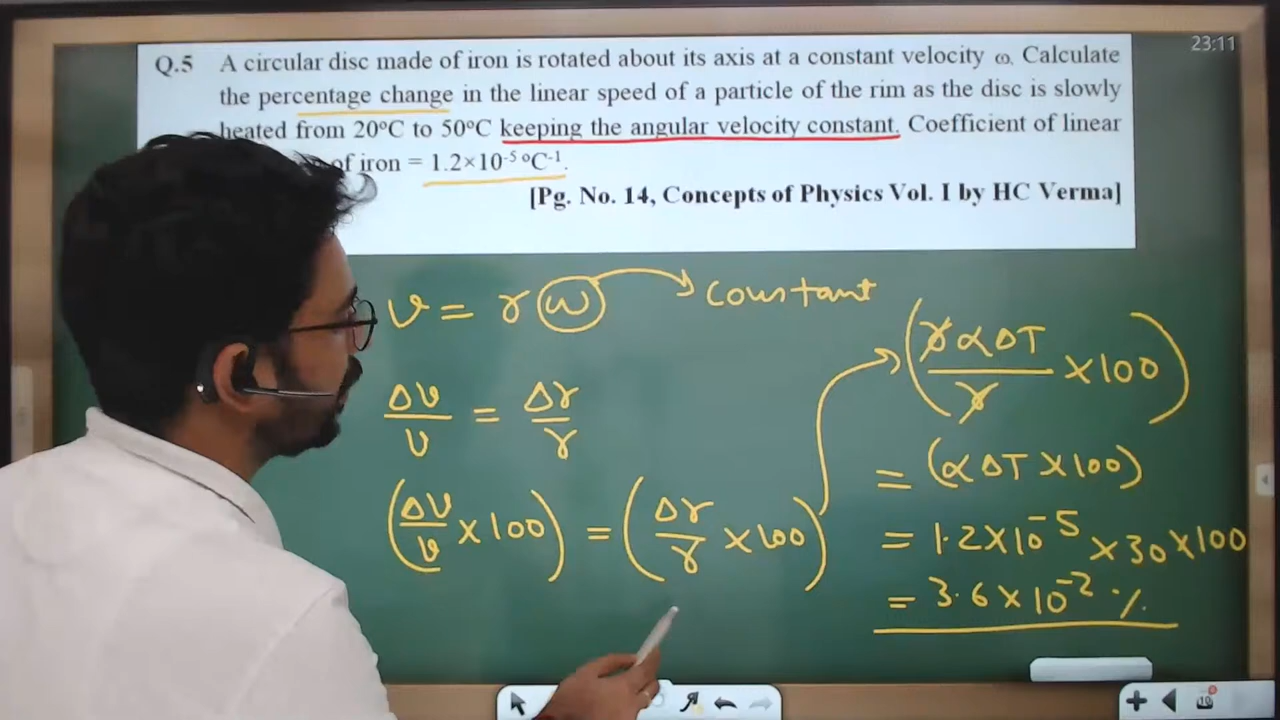 23:11
Q.5 A circular disc made of iron is rotated about its axis at a constant velocity ω. Calculate
the percentage change in the linear speed of a particle of the rim as the disc is slowly
heated from 20°C to 50°C keeping the angular velocity constant. Coefficient of linear
of iron = 1.2×10⁻⁵ °C⁻¹.
[Pg. No. 14, Concepts of Physics Vol. I by HC Verma]
v = rω → constant
Δv/v = Δr/r
(Δv/v × 100) = (Δr/r × 100)
(rαΔT/r × 100)
= (αΔT × 100)
= 1.2×10⁻⁵ × 30 × 100
= 3.6 × 10⁻² %